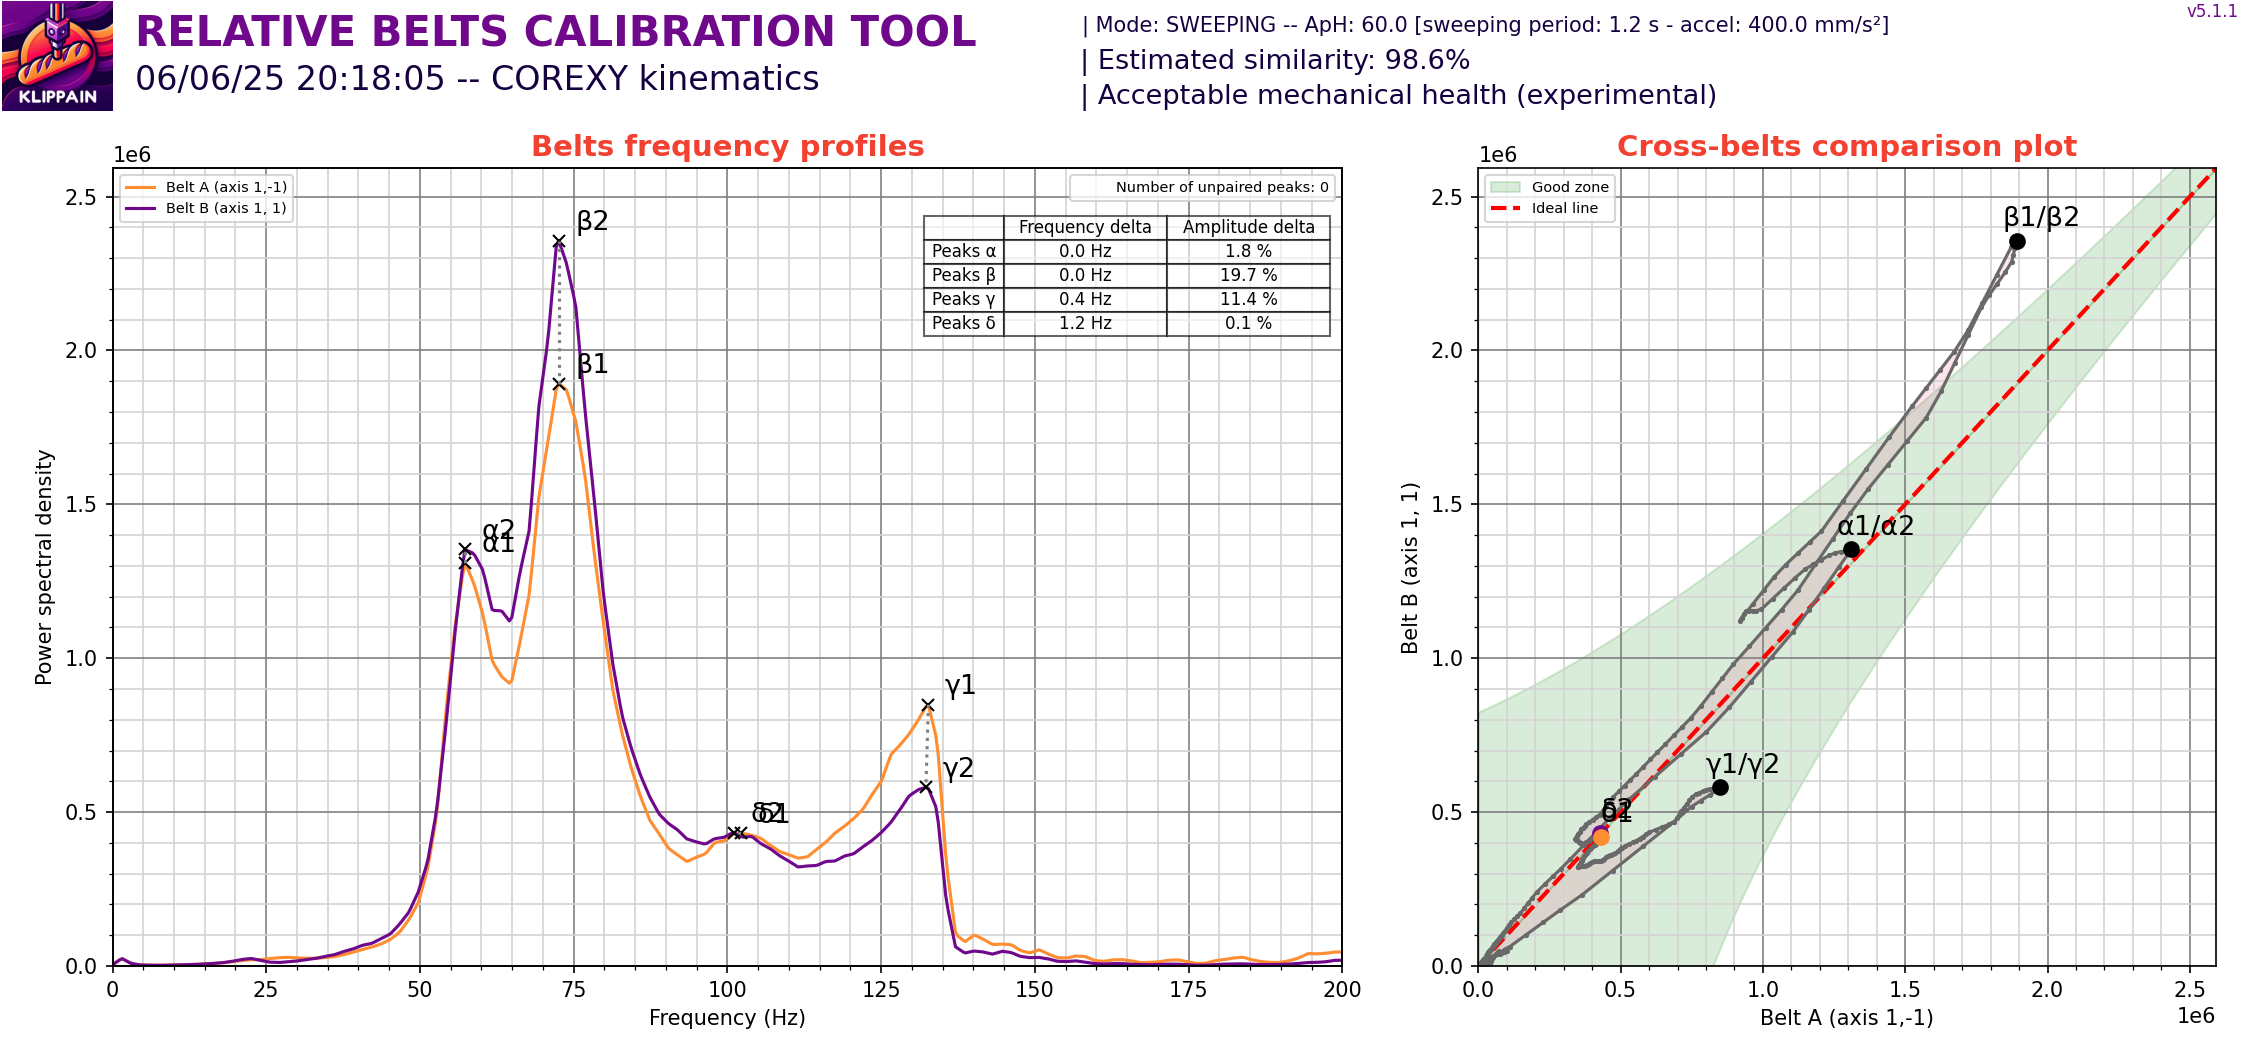 KLIPPAIN
RELATIVE BELTS CALIBRATION TOOL
06/06/25 20:18:05 -- COREXY kinematics
| Mode: SWEEPING -- ApH: 60.0 [sweeping period: 1.2 s - accel: 400.0 mm/s²]
| Estimated similarity: 98.6%
| Acceptable mechanical health (experimental)
v5.1.1
Belts frequency profiles
1e6
Belt A (axis 1,-1)
Belt B (axis 1, 1)
Number of unpaired peaks: 0
Frequency delta Amplitude delta
Peaks α 0.0 Hz 1.8 %
Peaks β 0.0 Hz 19.7 %
Peaks γ 0.4 Hz 11.4 %
Peaks δ 1.2 Hz 0.1 %
β2
β1
α2
α1
γ1
γ2
δ2
δ1
2.5
2.0
1.5
1.0
0.5
0.0
Power spectral density
0 25 50 75 100 125 150 175 200
Frequency (Hz)
Cross-belts comparison plot
1e6
Good zone
Ideal line
β1/β2
α1/α2
γ1/γ2
δ2
δ1
2.5
2.0
1.5
1.0
0.5
0.0
Belt B (axis 1, 1)
0.0 0.5 1.0 1.5 2.0 2.5
Belt A (axis 1,-1)
1e6